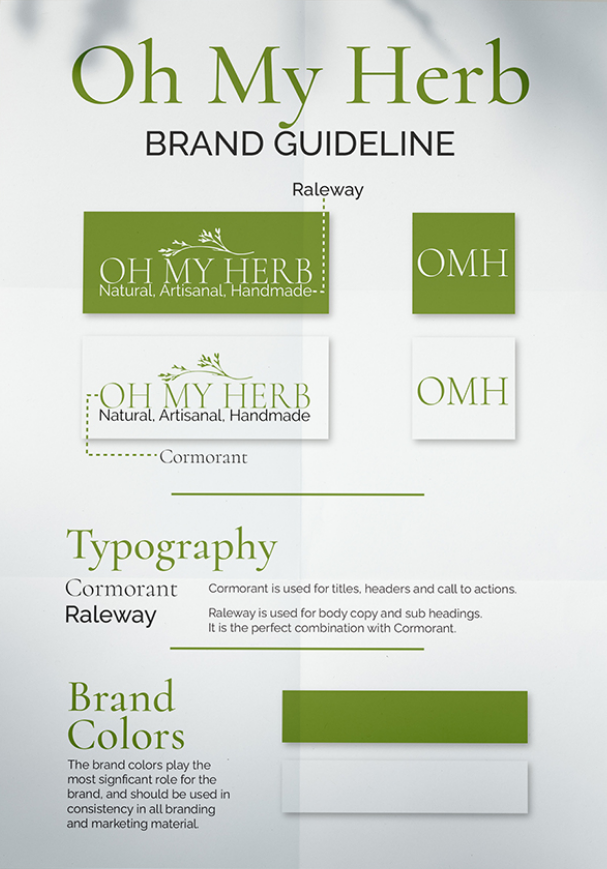 Oh My Herb
BRAND GUIDELINE
Raleway
OH MY HERB
Natural, Artisanal, Handmade
OMH
OH MY HERB
Natural, Artisanal, Handmade
OMH
Cormorant
Typography
Cormorant
Cormorant is used for titles, headers and call to actions.
Raleway
Raleway is used for body copy and sub headings.
It is the perfect combination with Cormorant.
Brand
Colors
The brand colors play the
most signficant role for the
brand, and should be used in
consistency in all branding
and marketing material.